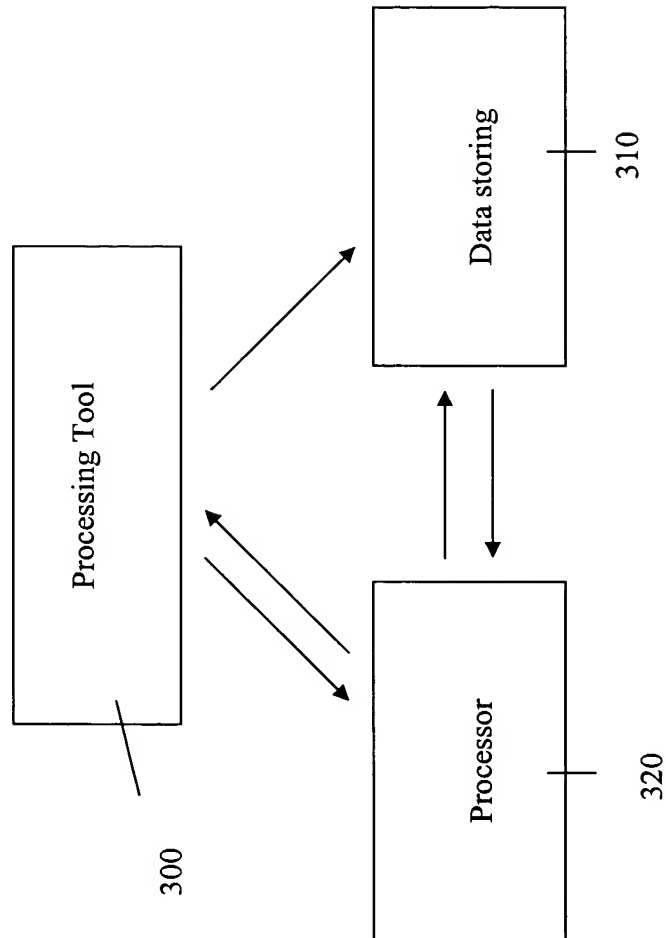 Processing Tool
300
Data storing
310
Processor
320